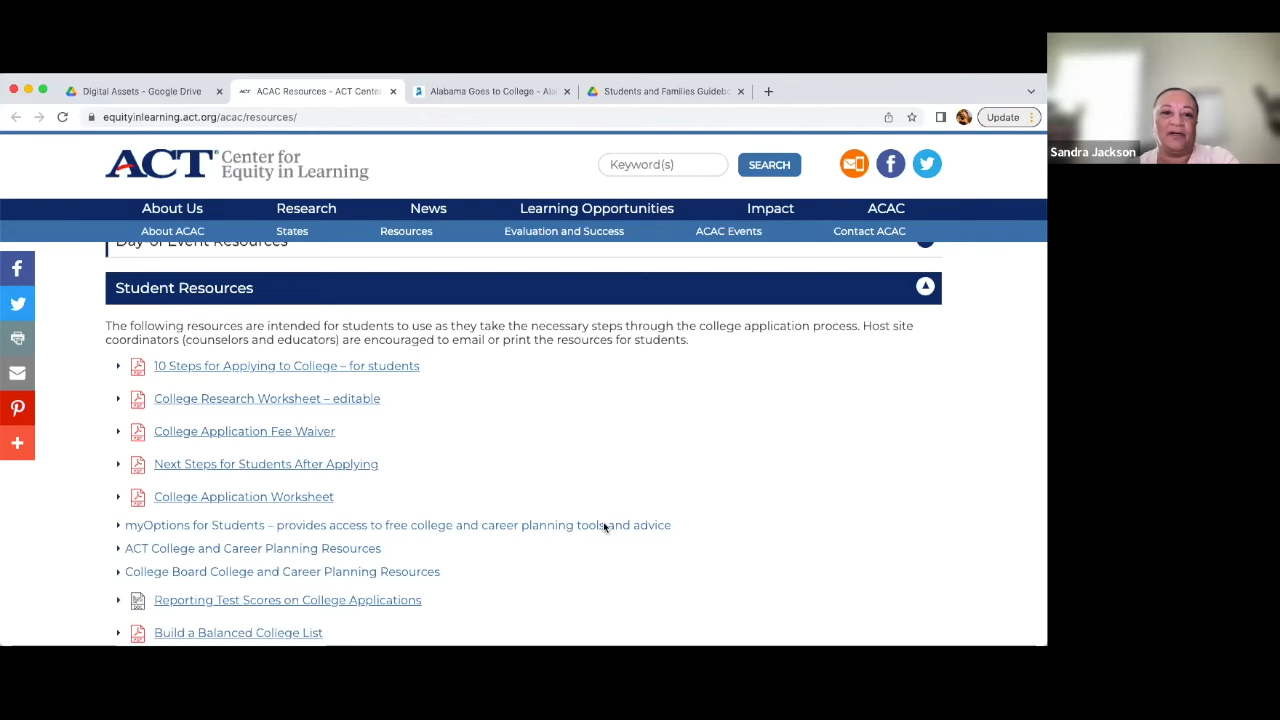 Digital Assets - Google Drive
ACAC Resources - ACT Center
Alabama Goes to College - Ala
Students and Families Guidebo
equityinlearning.act.org/acac/resources/
Update
ACT Center for
Equity in Learning
Keyword(s)
SEARCH
About Us
Research
News
Learning Opportunities
Impact
ACAC
About ACAC
States
Resources
Evaluation and Success
ACAC Events
Contact ACAC
Day of Event Resources
Student Resources
The following resources are intended for students to use as they take the necessary steps through the college application process. Host site
coordinators (counselors and educators) are encouraged to email or print the resources for students.
10 Steps for Applying to College – for students
College Research Worksheet – editable
College Application Fee Waiver
Next Steps for Students After Applying
College Application Worksheet
myOptions for Students – provides access to free college and career planning tools and advice
ACT College and Career Planning Resources
College Board College and Career Planning Resources
Reporting Test Scores on College Applications
Build a Balanced College List
Sandra Jackson